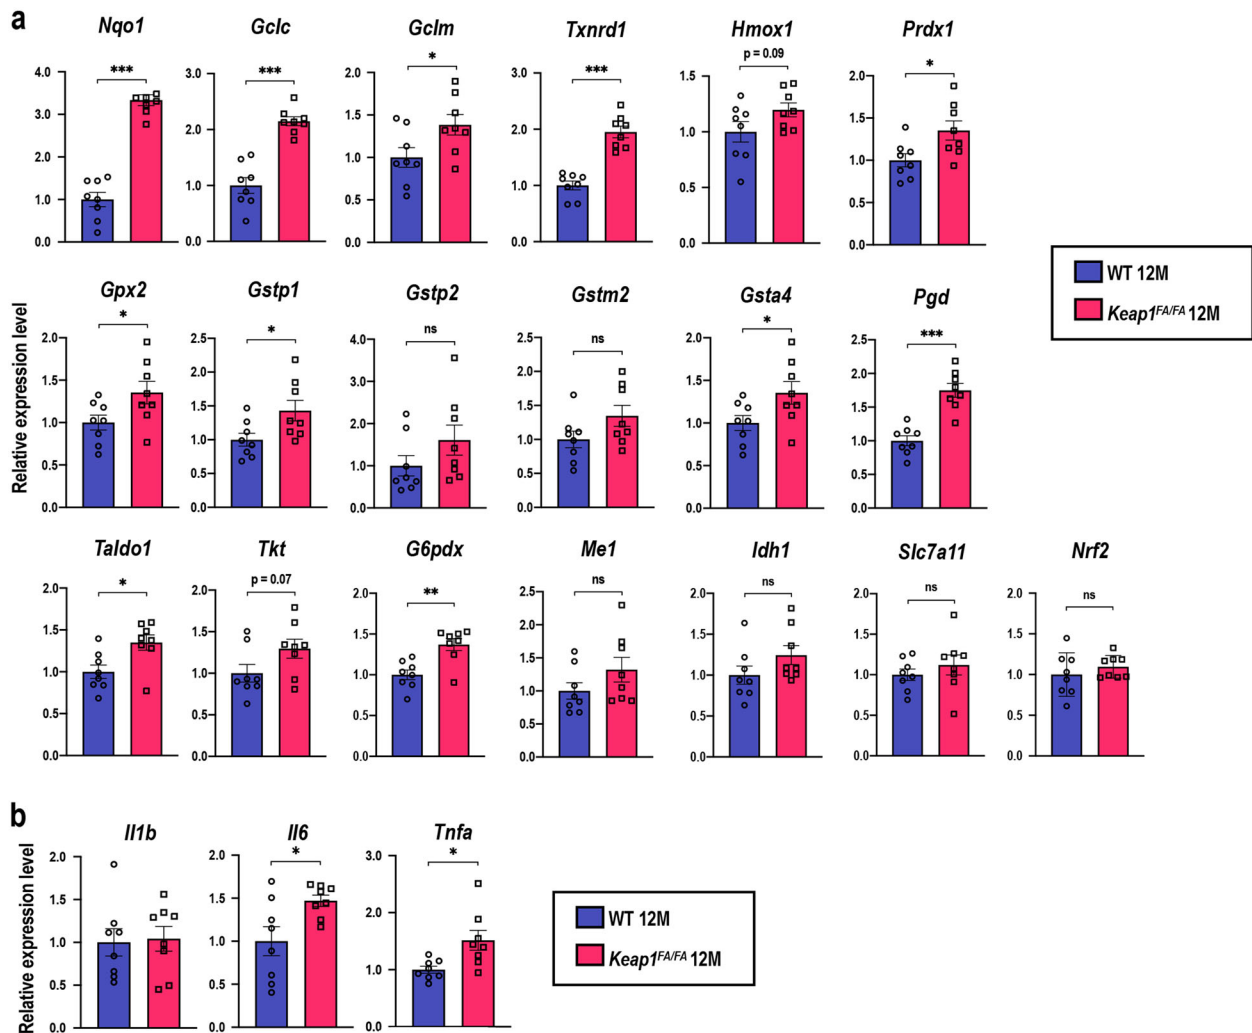 a
Nqo1 Gclc Gclm Txnrd1 Hmox1 Prdx1
*** *** * *** p = 0.09 *
4.0 3.0 2.0 3.0 1.5 2.0
3.0 2.0 1.5 2.0 1.0 1.5
2.0 1.0 1.0 1.0 0.5 1.0
1.0 0.5 0.5
0.0 0.0 0.0 0.0 0.0 0.0
WT 12M
Keap1FA/FA 12M
Relative expression level
Gpx2 Gstp1 Gstp2 Gstm2 Gsta4 Pgd
* * ns ns * ***
2.0 2.5 4.0 2.5 2.0 2.5
1.5 2.0 3.0 2.0 1.5 2.0
1.0 1.5 2.0 1.5 1.0 1.5
0.5 1.0 1.0 1.0 0.5 1.0
0.5 0.5 0.5
0.0 0.0 0.0 0.0 0.0 0.0
Taldo1 Tkt G6pdx Me1 Idh1 Slc7a11 Nrf2
* p = 0.07 ** ns ns ns ns
2.0 2.0 2.0 2.5 2.0 2.0 2.0
1.5 1.5 1.5 2.0 1.5 1.5 1.5
1.0 1.0 1.0 1.5 1.0 1.0 1.0
0.5 0.5 0.5 1.0 0.5 0.5 0.5
0.5
0.0 0.0 0.0 0.0 0.0 0.0 0.0
b
Il1b Il6 Tnfa
* *
Relative expression level
2.0 2.0 3.0
1.5 1.5 2.0
1.0 1.0 1.0
0.5 0.5
0.0 0.0 0.0
WT 12M
Keap1FA/FA 12M